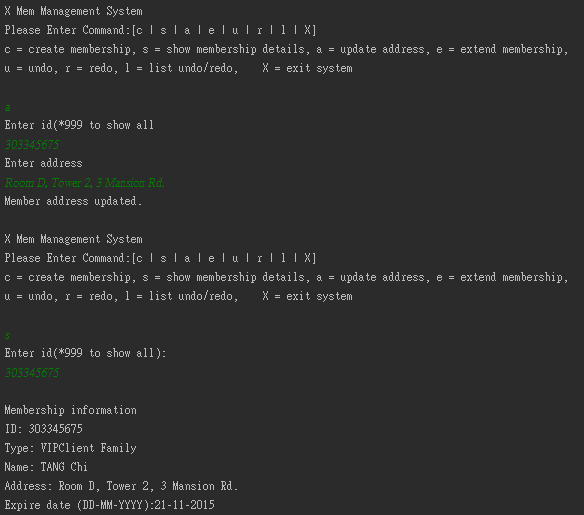 X Mem Management System
Please Enter Command:[c | s | a | e | u | r | l | X]
c = create membership, s = show membership details, a = update address, e = extend membership,
u = undo, r = redo, l = list undo/redo,    X = exit system
a
Enter id(*999 to show all
303345675
Enter address
Room D, Tower 2, 3 Mansion Rd.
Member address updated.
X Mem Management System
Please Enter Command:[c | s | a | e | u | r | l | X]
c = create membership, s = show membership details, a = update address, e = extend membership,
u = undo, r = redo, l = list undo/redo,    X = exit system
s
Enter id(*999 to show all):
303345675
Membership information
ID: 303345675
Type: VIPClient Family
Name: TANG Chi
Address: Room D, Tower 2, 3 Mansion Rd.
Expire date (DD-MM-YYYY):21-11-2015